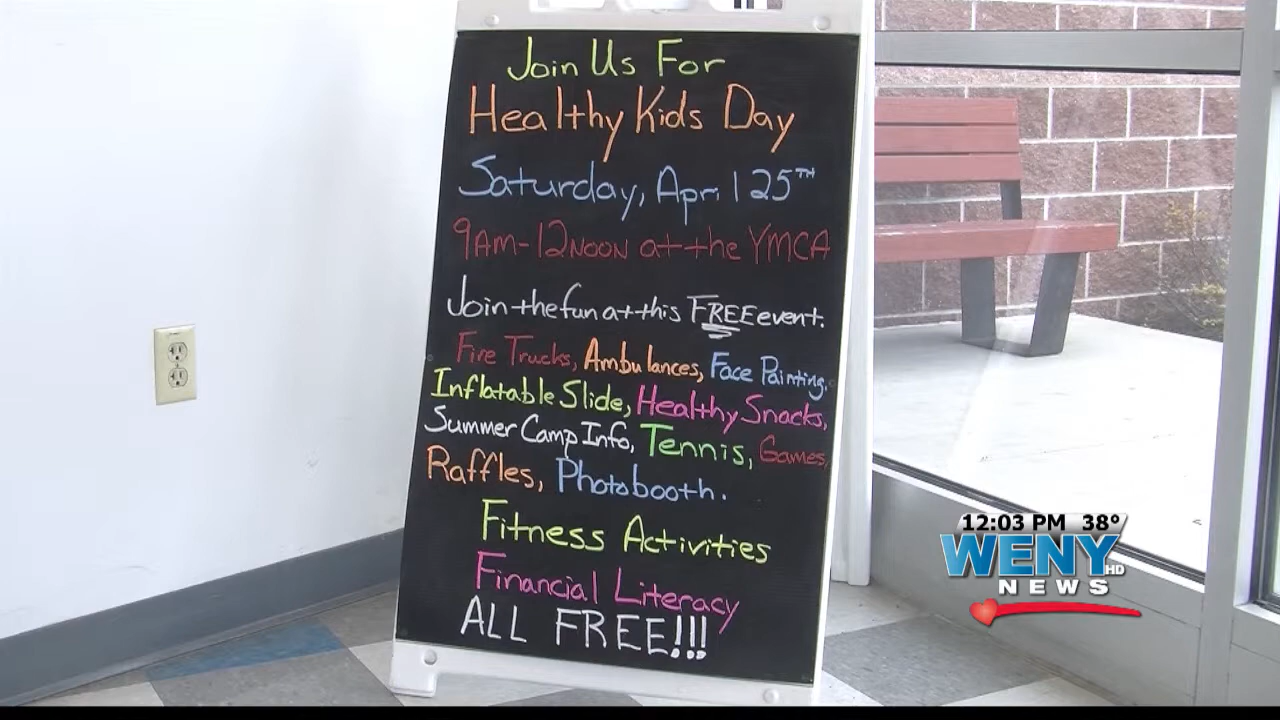 Join Us For
Healthy Kids Day
Saturday, April 25TH
9AM-12NOON at the YMCA
Join the fun at this FREE event.
Fire Trucks, Ambulances, Face Painting,
Inflatable Slide, Healthy Snacks,
Summer Camp Info, Tennis, Games,
Raffles, Photobooth.
Fitness Activities
Financial Literacy
ALL FREE!!!
12:03 PM 38°
WENY HD
NEWS